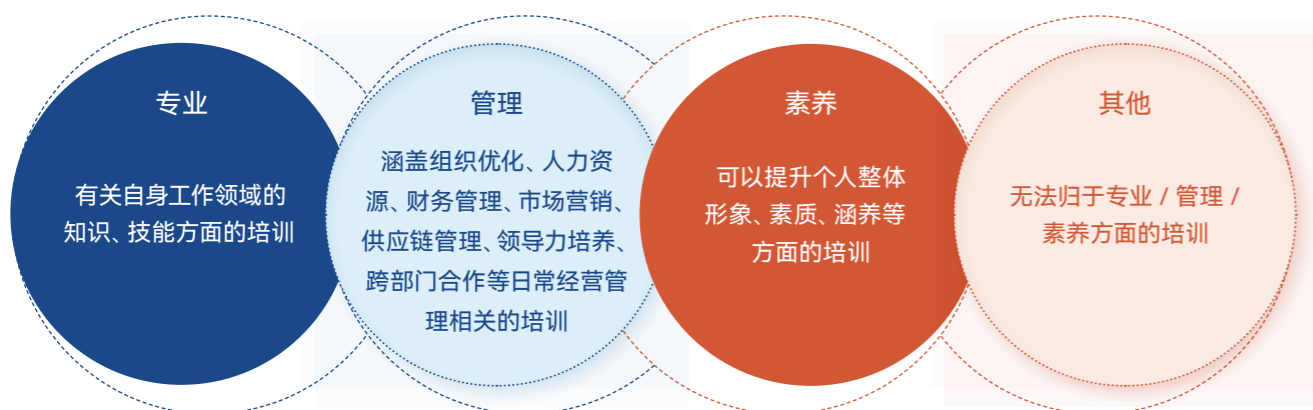 专业
有关自身工作领域的
知识、技能方面的培训
管理
涵盖组织优化、人力资
源、财务管理、市场营销、
供应链管理、领导力培养、
跨部门合作等日常经营管
理相关的培训
素养
可以提升个人整体
形象、素质、涵养等
方面的培训
其他
无法归于专业 / 管理 /
素养方面的培训